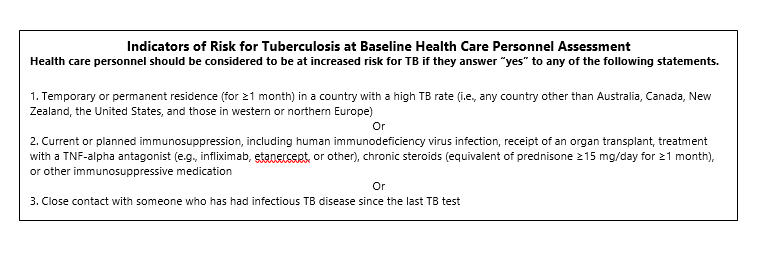 Indicators of Risk for Tuberculosis at Baseline Health Care Personnel Assessment
Health care personnel should be considered to be at increased risk for TB if they answer "yes" to any of the following statements.
1. Temporary or permanent residence (for ≥1 month) in a country with a high TB rate (i.e., any country other than Australia, Canada, New
Zealand, the United States, and those in western or northern Europe)
Or
2. Current or planned immunosuppression, including human immunodeficiency virus infection, receipt of an organ transplant, treatment
with a TNF-alpha antagonist (e.g., infliximab, etanercept, or other), chronic steroids (equivalent of prednisone ≥15 mg/day for ≥1 month),
or other immunosuppressive medication
Or
3. Close contact with someone who has had infectious TB disease since the last TB test